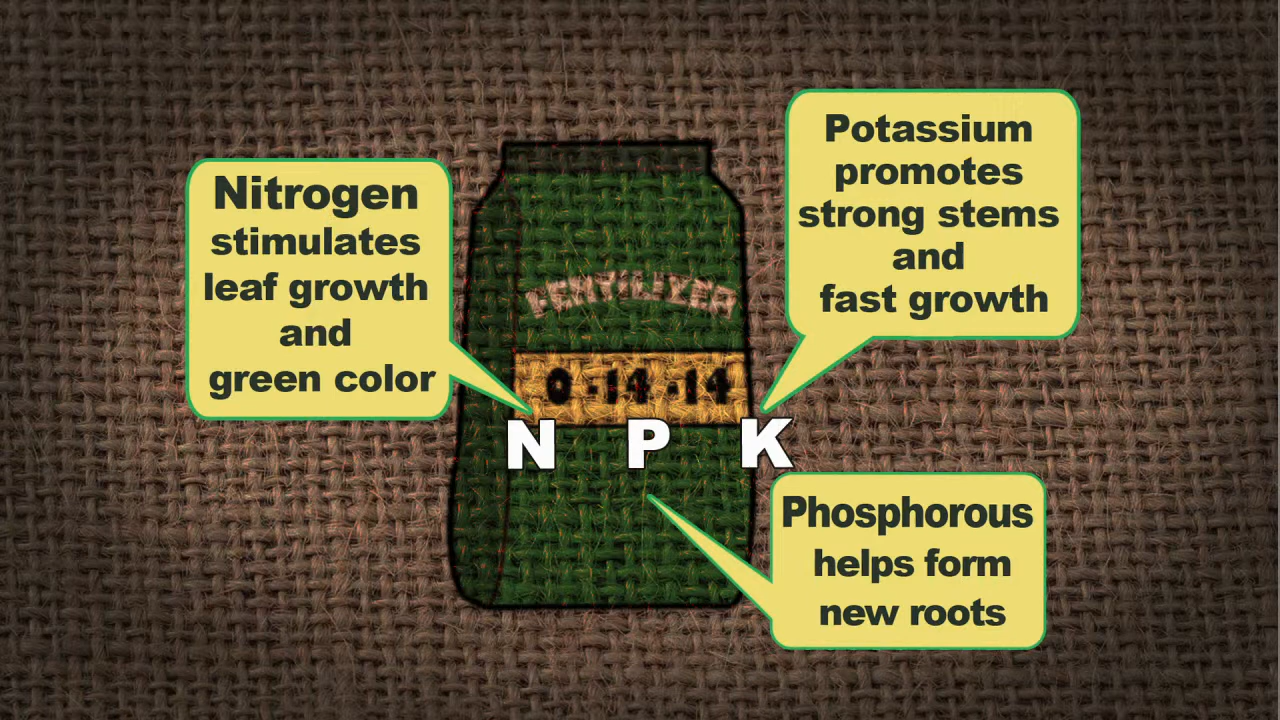 Nitrogen
stimulates
leaf growth
and
green color
Potassium
promotes
strong stems
and
fast growth
FERTILIZER
0 -14 -14
N P K
Phosphorous
helps form
new roots